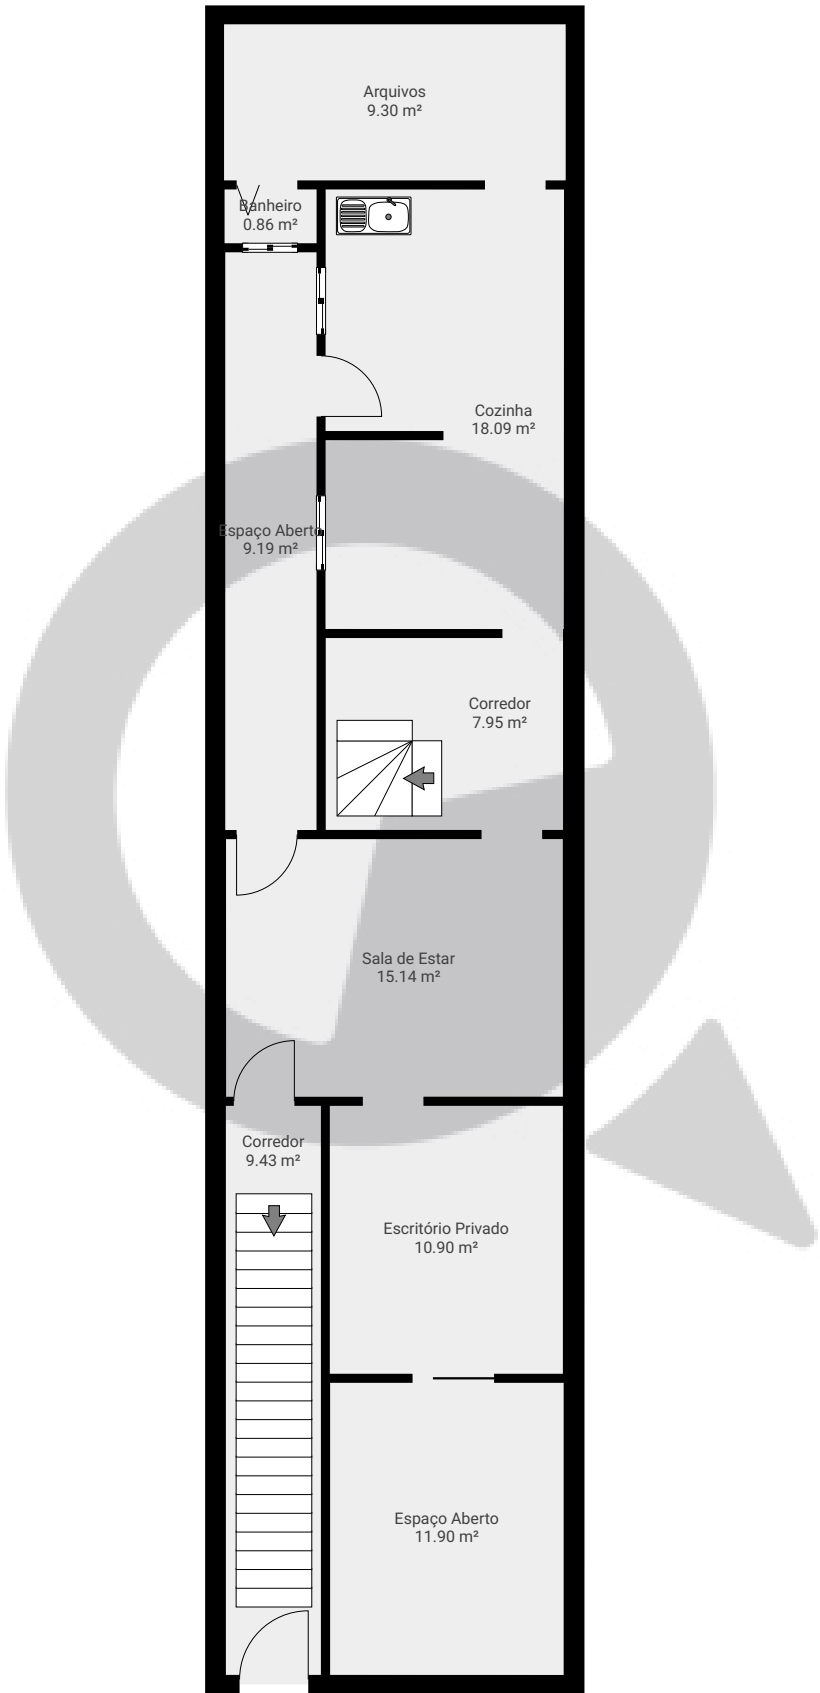 Arquivos
9.30 m²
Banheiro
0.86 m²
Cozinha
18.09 m²
Espaço Aberto
9.19 m²
Corredor
7.95 m²
Sala de Estar
15.14 m²
Corredor
9.43 m²
Escritório Privado
10.90 m²
Espaço Aberto
11.90 m²